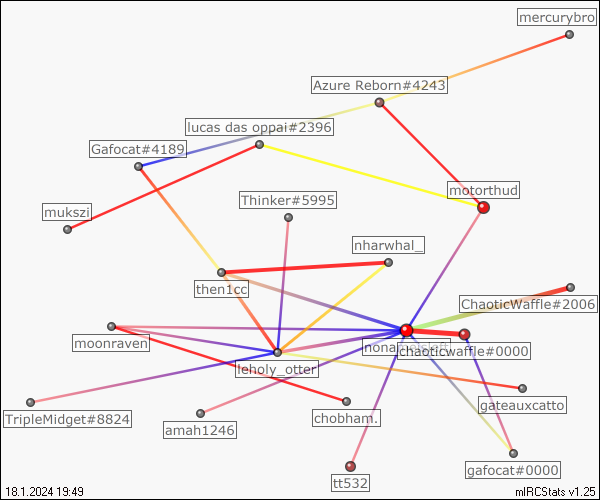 mercurybro
Azure Reborn#4243
lucas das oppai#2396
Gafocat#4189
motorthud
Thinker#5995
mukszi
nharwhal_
then1cc
ChaoticWaffle#2006
moonraven
chaoticwaffle#0000
leholy_otter
gateauxcatto
TripleMidget#8824
chobham.
amah1246
gafocat#0000
tt532
18.1.2024 19:49
mIRCStats v1.25